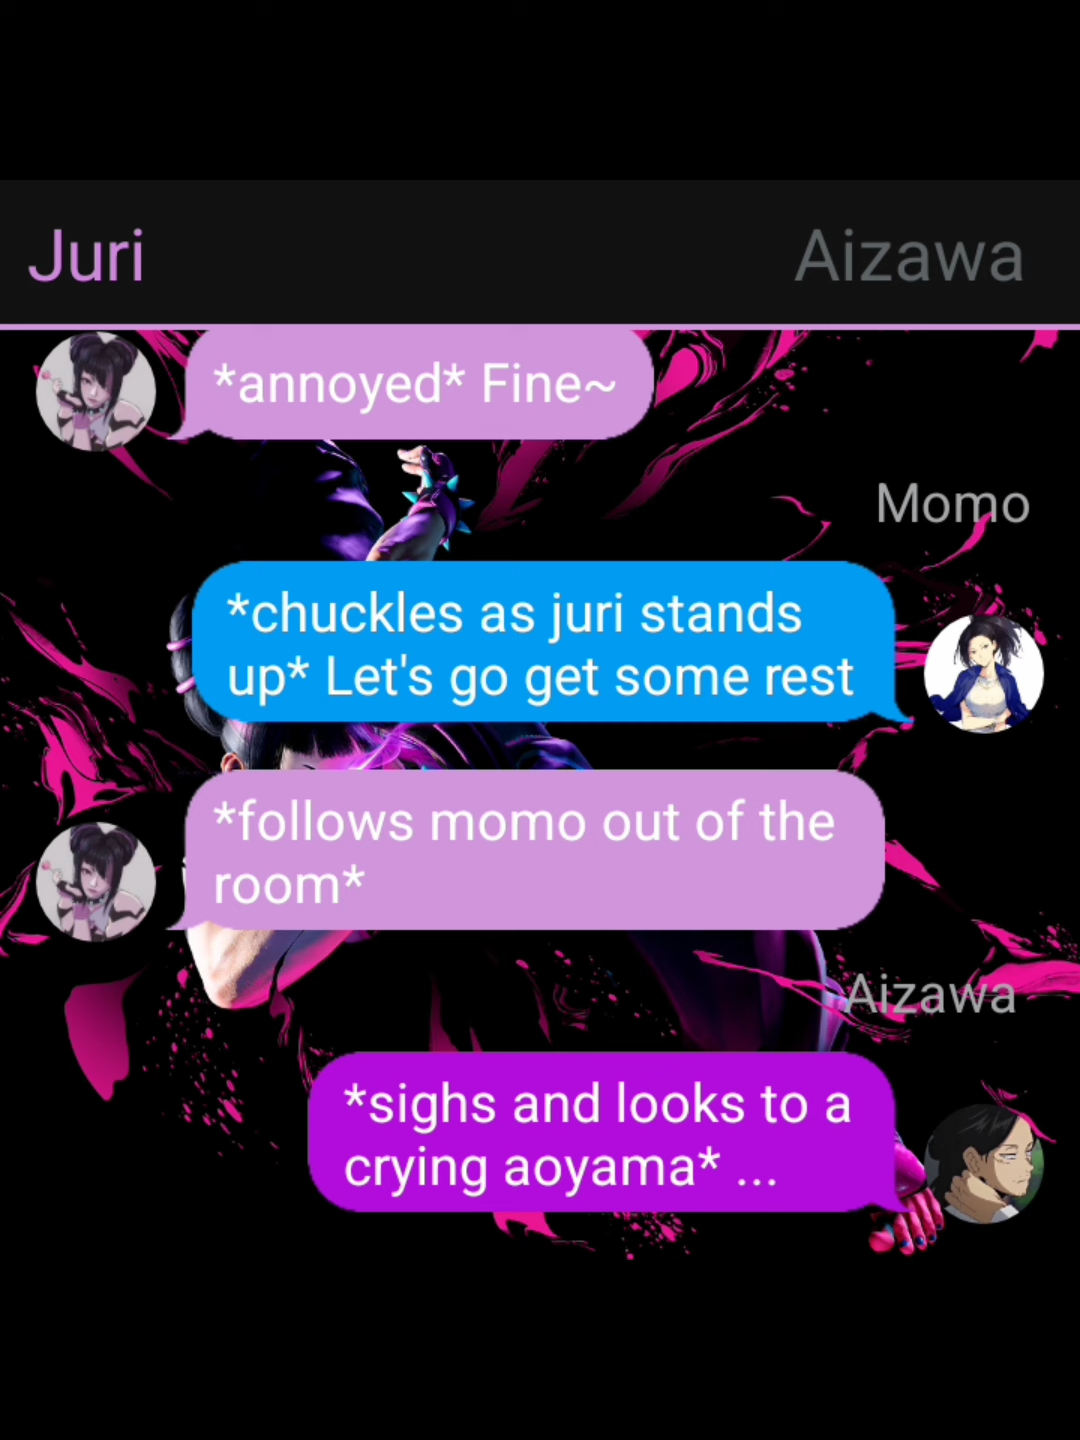 Juri
Aizawa
*annoyed* Fine~
Momo
*chuckles as juri stands
up* Let's go get some rest
*follows momo out of the
room*
Aizawa
*sighs and looks to a
crying aoyama* ...